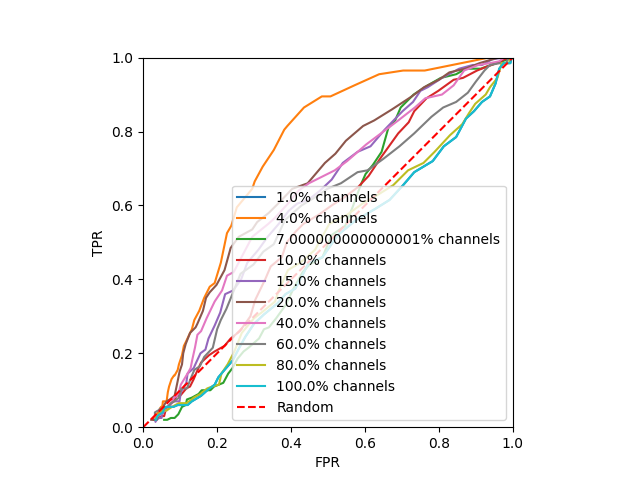 1.0
0.8
0.6
0.4
0.2
0.0
TPR
1.0% channels
4.0% channels
7.000000000000001% channels
10.0% channels
15.0% channels
20.0% channels
40.0% channels
60.0% channels
80.0% channels
100.0% channels
Random
0.0 0.2 0.4 0.6 0.8 1.0
FPR